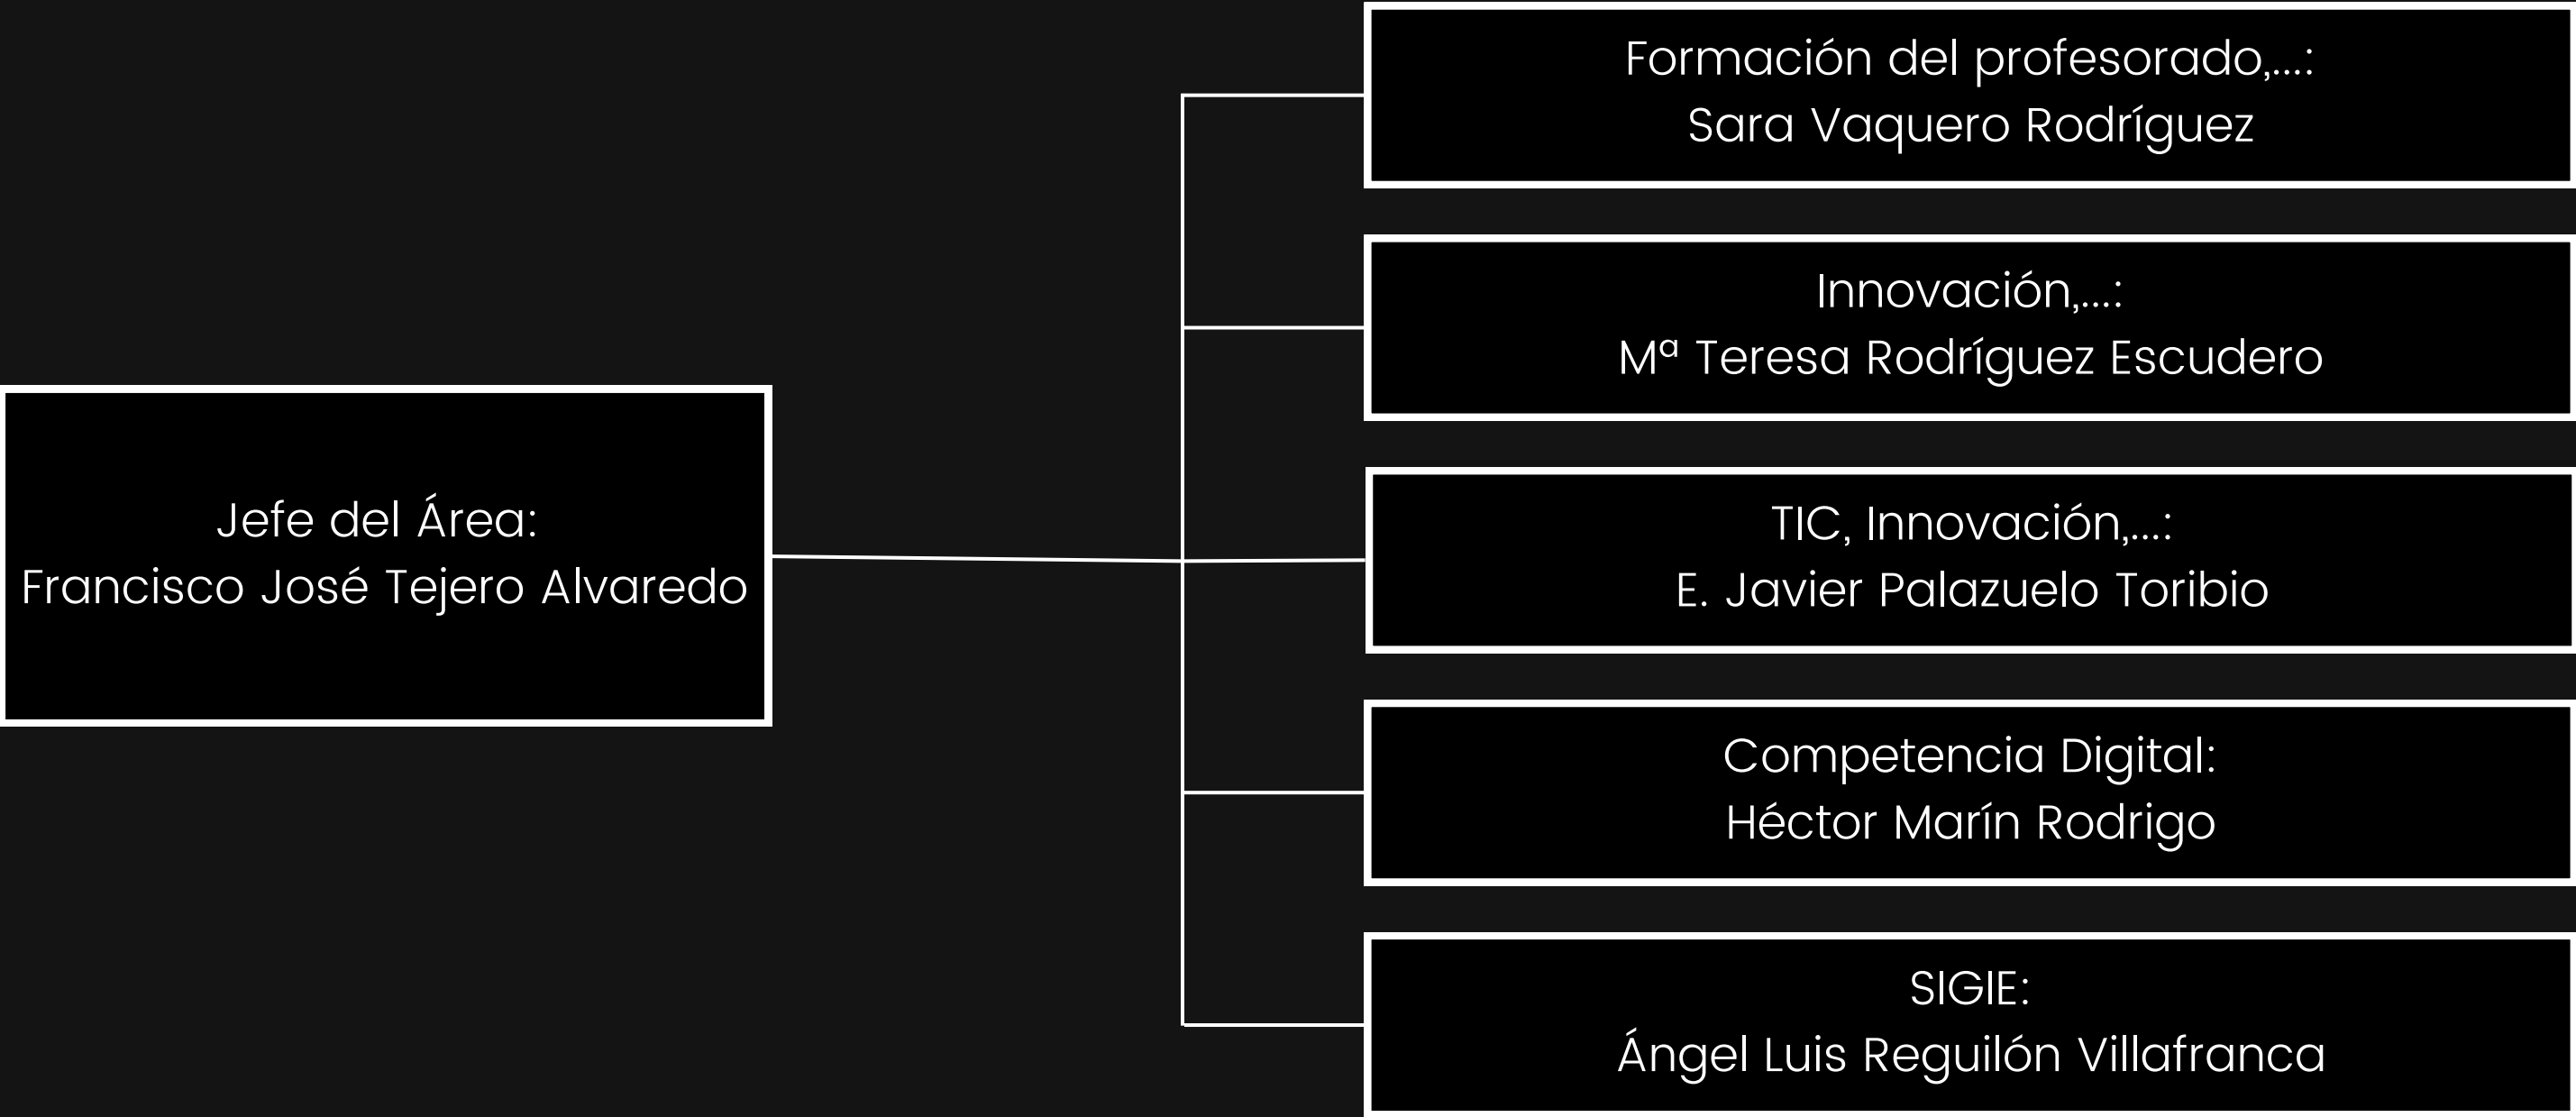 Jefe del Área:
Francisco José Tejero Alvaredo
Formación del profesorado,...:
Sara Vaquero Rodríguez
Innovación,...:
Mª Teresa Rodríguez Escudero
TIC, Innovación,...:
E. Javier Palazuelo Toribio
Competencia Digital:
Héctor Marín Rodrigo
SIGIE:
Ángel Luis Reguilón Villafranca